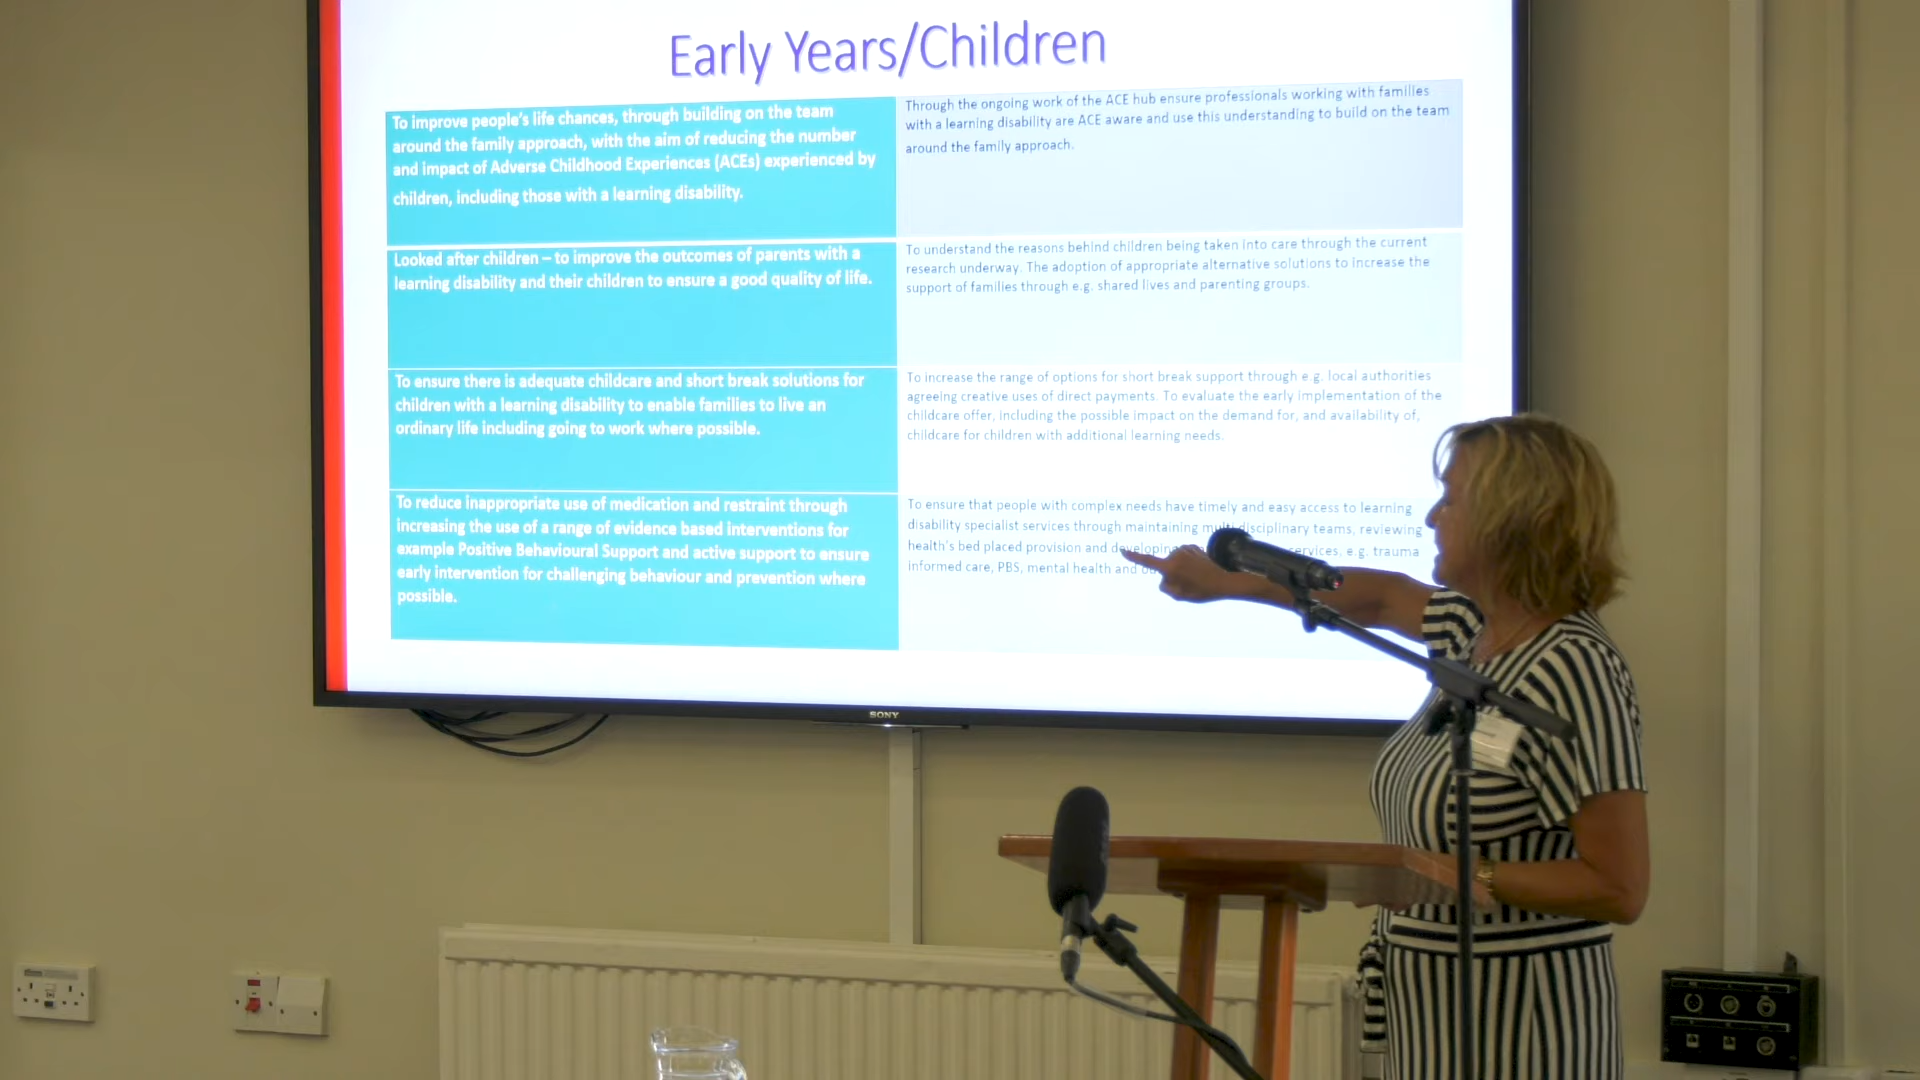 Early Years/Children
To improve people's life chances, through building on the team
around the family approach, with the aim of reducing the number
and impact of Adverse Childhood Experiences (ACEs) experienced by
children, including those with a learning disability.
Through the ongoing work of the ACE hub ensure professionals working with families
with a learning disability are ACE aware and use this understanding to build on the team
around the family approach.
Looked after children – to improve the outcomes of parents with a
learning disability and their children to ensure a good quality of life.
To understand the reasons behind children being taken into care through the current
research underway. The adoption of appropriate alternative solutions to increase the
support of families through e.g. shared lives and parenting groups.
To ensure there is adequate childcare and short break solutions for
children with a learning disability to enable families to live an
ordinary life including going to work where possible.
To increase the range of options for short break support through e.g. local authorities
agreeing creative uses of direct payments. To evaluate the early implementation of the
childcare offer, including the possible impact on the demand for, and availability of,
childcare for children with additional learning needs.
To reduce inappropriate use of medication and restraint through
increasing the use of a range of evidence based interventions for
example Positive Behavioural Support and active support to ensure
early intervention for challenging behaviour and prevention where
possible.
To ensure that people with complex needs have timely and easy access to learning
disability specialist services through maintaining disciplinary teams, reviewing
health's bed placed provision and developing services, e.g. trauma
informed care, PBS, mental health and
SONY